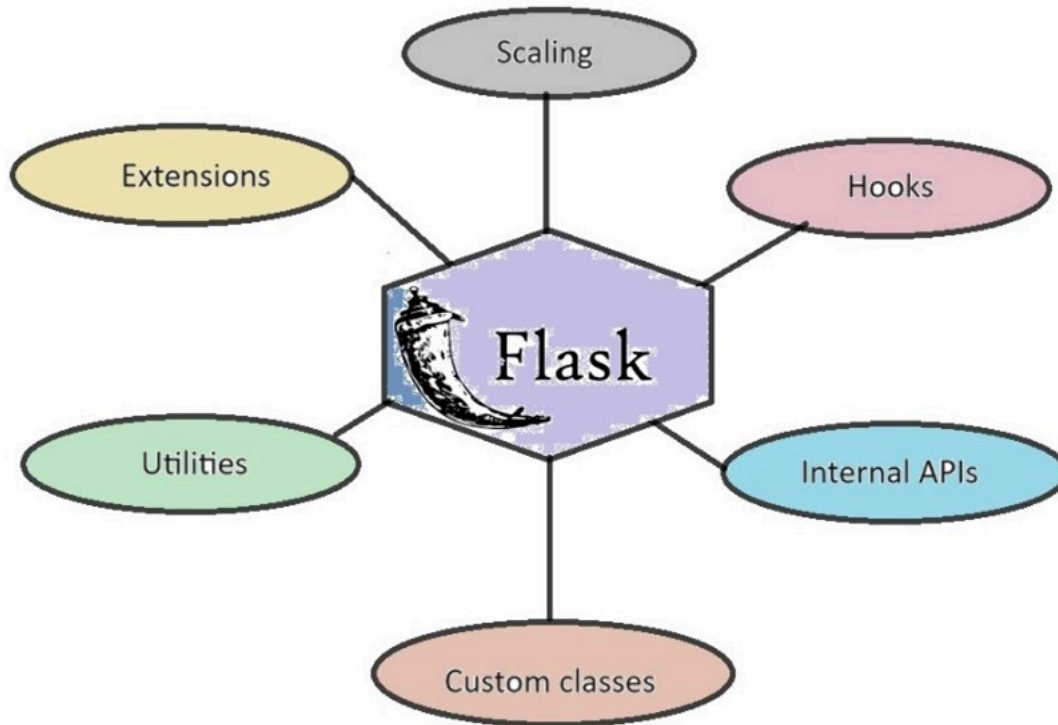 Scaling
Extensions
Hooks
Flask
Utilities
Internal APIs
Custom classes